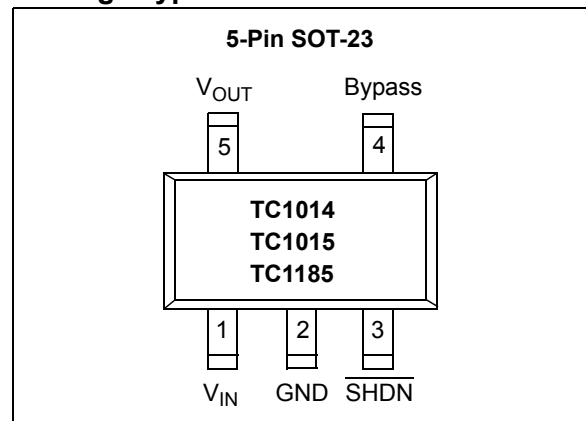 5-Pin SOT-23
VOUT Bypass
5 4
TC1014
TC1015
TC1185
1 2 3
VIN GND SHDN